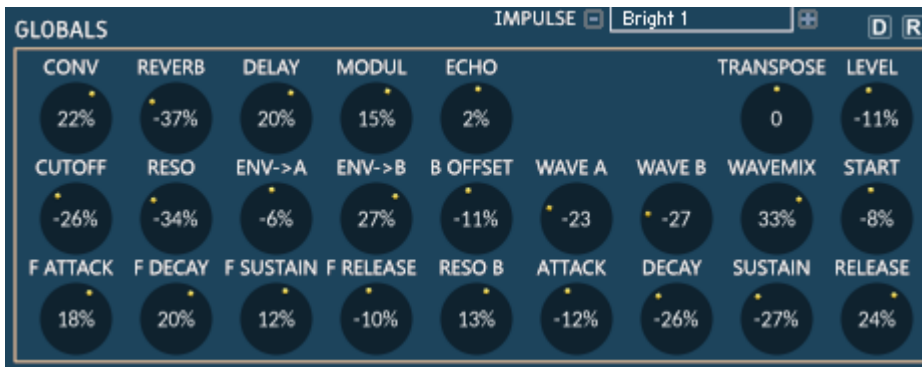 IMPULSE Bright 1
GLOBALS D R
CONV REVERB DELAY MODUL ECHO TRANSPOSE LEVEL
22% -37% 20% 15% 2% 0 -11%
CUTOFF RESO ENV->A ENV->B B OFFSET WAVE A WAVE B WAVEMIX START
-26% -34% -6% 27% -11% -23 -27 33% -8%
F ATTACK F DECAY F SUSTAIN F RELEASE RESO B ATTACK DECAY SUSTAIN RELEASE
18% 20% 12% -10% 13% -12% -26% -27% 24%